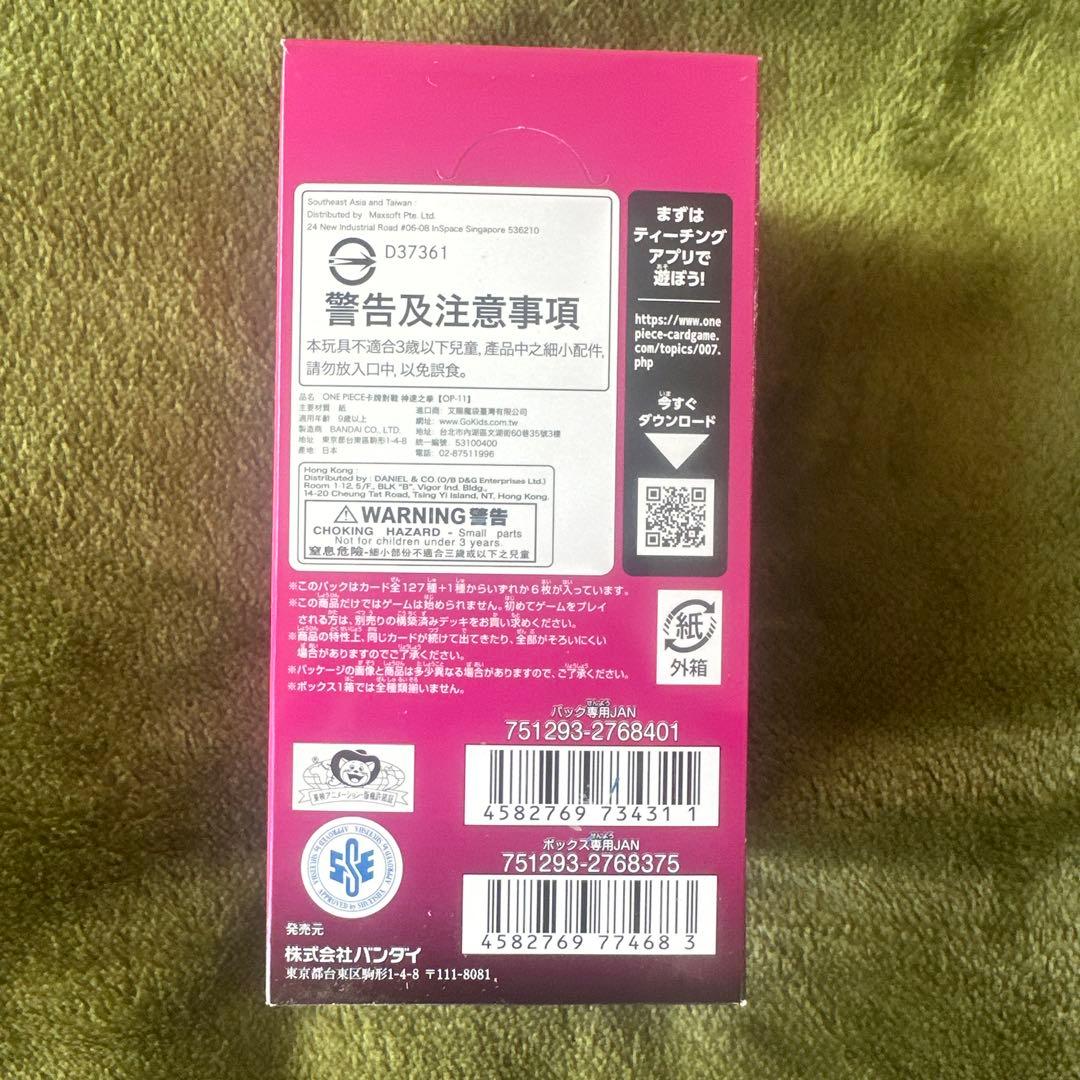 Southeast Asia and Taiwan :
Distributed by Maxsoft Pte. Ltd.
24 New Industrial Road #06-08 InSpace Singapore 536210
D37361
警告及注意事項
本玩具不適合3歲以下兒童, 產品中之細小配件,
請勿放入口中, 以免誤食。
品名 ONE PIECE卡牌對戰 神速之拳【OP-11】
主要材質 紙
適用年齡 9歲以上
製造商 BANDAI CO., LTD.
地址 東京都台東區駒形1-4-8
產地 日本
進口商: 艾賜魔袋臺灣有限公司
網址: www.GoKids.com.tw
地址: 台北市內湖區文湖街60巷35號3樓
統一編號: 53100400
電話: 02-87511996
Hong Kong :
Distributed by : DANIEL & CO.(O/B D&G Enterprises Ltd.)
Room 1-12, 5/F., BLK "B", Vigor Ind. Bldg.,
14-20 Cheung Tat Road, Tsing Yi Island, NT, Hong Kong.
WARNING 警告
CHOKING HAZARD - Small parts
Not for children under 3 years.
窒息危險-細小部份不適合三歲或以下之兒童
まずは
ティーチング
アプリで
遊ぼう!
https://www.one
piece-cardgame.
com/topics/007.
php
今すぐ
ダウンロード
※このパックはカード全127種+1種からいずれか6枚が入っています。
※この商品だけではゲームは始められません。初めてゲームをプレイ
される方は、別売りの構築済みデッキをお買い求めください。
※商品の特性上、同じカードが続けて出てきたり、全部がそろいにくい
場合がありますのでご了承ください。
※パッケージの画像と商品は多少異なる場合がありますので、ご了承ください。
※ボックス1箱では全種類揃いません。
紙
外箱
パック専用JAN
751293-2768401
4582769 73431 1
ボックス専用JAN
751293-2768375
4582769 77468 3
東映アニメーション・版権許諾証
APPROVED by SHUEISHA
発売元
株式会社バンダイ
東京都台東区駒形1-4-8 〒111-8081